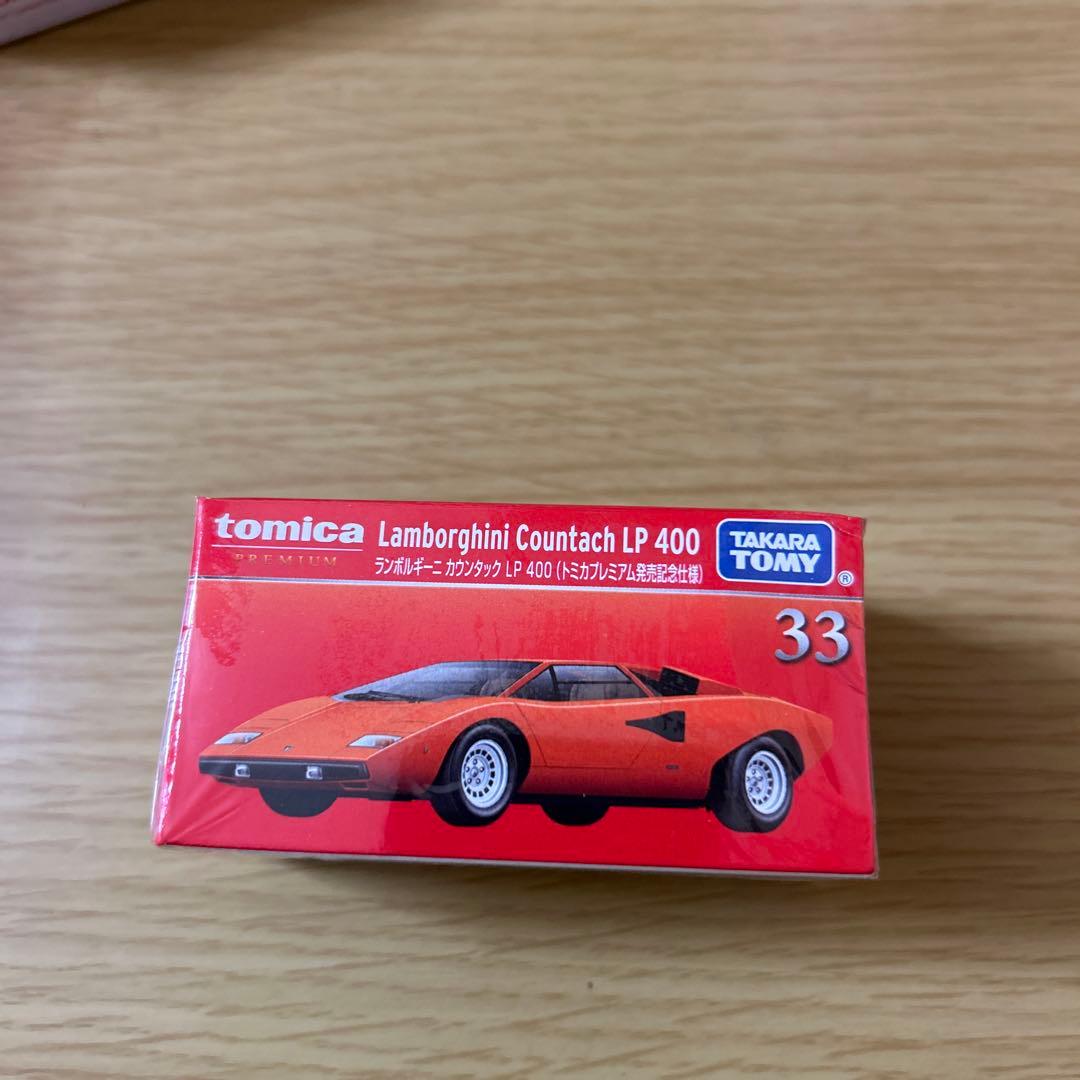 tomica
PREMIUM
Lamborghini Countach LP 400
ランボルギーニ カウンタック LP 400 (トミカプレミアム発売記念仕様)
TAKARA
TOMY
®
33